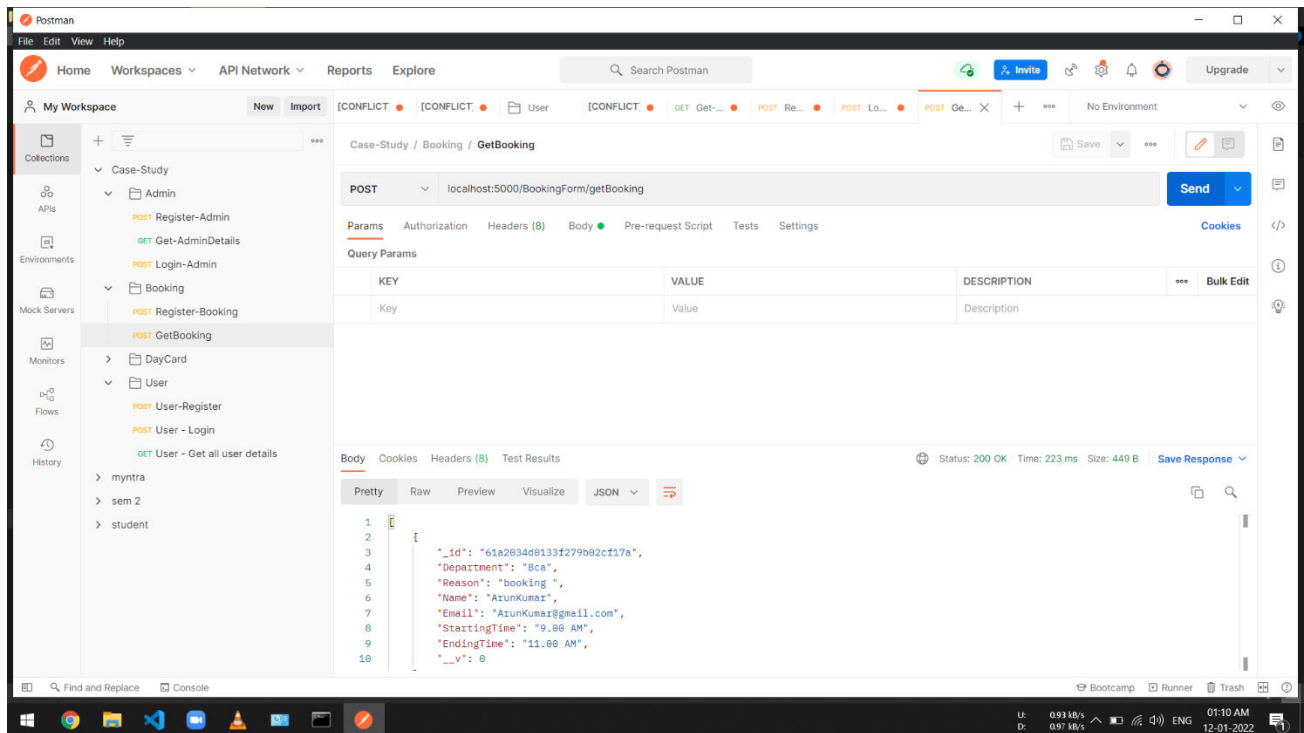 Postman
File Edit View Help
Home Workspaces API Network Reports Explore
Search Postman
Invite
Upgrade
My Workspace
New Import
[CONFLICT] [CONFLICT] User [CONFLICT] GET Get-... POST Re... POST Lo... POST Ge...
No Environment
Collections
APIs
Environments
Mock Servers
Monitors
Flows
History
Case-Study
Admin
POST Register-Admin
GET Get-AdminDetails
POST Login-Admin
Booking
POST Register-Booking
POST GetBooking
DayCard
User
POST User-Register
POST User - Login
GET User - Get all user details
myntra
sem 2
student
Case-Study / Booking / GetBooking
Save
POST localhost:5000/BookingForm/getBooking
Send
Params Authorization Headers (8) Body Pre-request Script Tests Settings
Cookies
Query Params
KEY VALUE DESCRIPTION
Bulk Edit
Key Value Description
Body Cookies Headers (8) Test Results
Status: 200 OK Time: 223 ms Size: 449 B Save Response
Pretty Raw Preview Visualize JSON
1 [
2 {
3 "_id": "61a2034d0133f279b02cf17a",
4 "Department": "Bca",
5 "Reason": "booking ",
6 "Name": "ArunKumar",
7 "Email": "ArunKumar@gmail.com",
8 "StartingTime": "9.00 AM",
9 "EndingTime": "11.00 AM",
10 "__v": 0
Find and Replace Console
Bootcamp Runner Trash
U: 0.93 kB/s
D: 0.97 kB/s
ENG
01:10 AM
12-01-2022